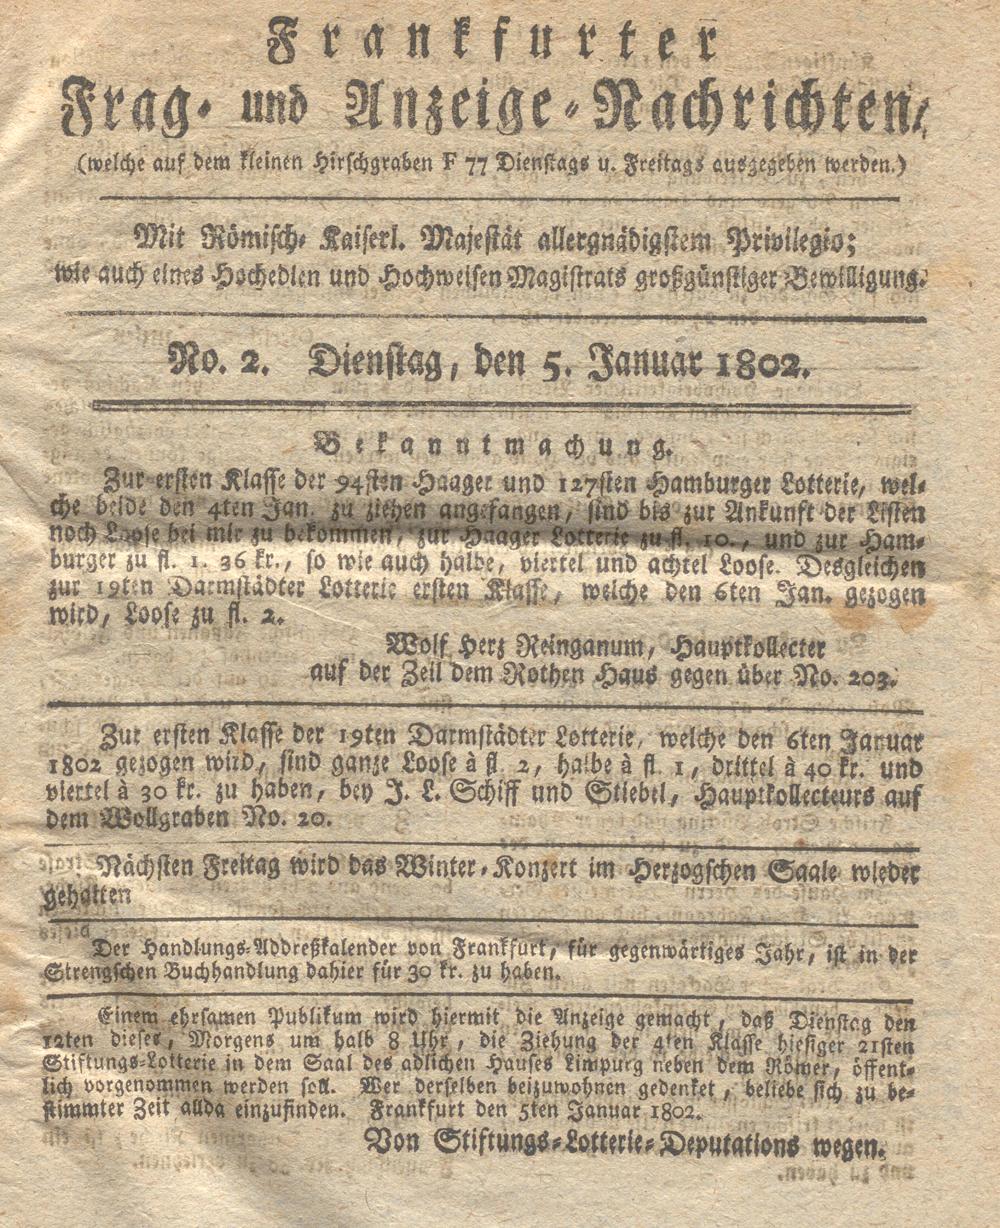 Frankfurter
Frag- und Anzeige-Nachrichten,
(welche auf dem kleinen Hirschgraben F 77 Dienstags u. Freitags ausgegeben werden.)
Mit Römisch- Kaiserl. Majestät allergnädigstem Privilegio;
wie auch eines Hochedlen und Hochweisen Magistrats großgünstiger Bewilligung.
No. 2. Dienstag, den 5. Januar 1802.
Bekanntmachung.
Zur ersten Klasse der 94sten Haager und 127sten Hamburger Lotterie, wel-
che beide den 4ten Jan. zu ziehen angefangen, sind bis zur Ankunft der Listen
noch Loose bei mir zu bekommen, zur Haager Lotterie zu fl. 10., und zur Ham-
burger zu fl. 1. 36 kr., so wie auch halbe, viertel und achtel Loose. Desgleichen
zur 19ten Darmstädter Lotterie ersten Klasse, welche den 6ten Jan. gezogen
wird, Loose zu fl. 2.
Wolf Herz Reinganum, Hauptkollecter
auf der Zeil dem Rothen Haus gegen über No. 203.
Zur ersten Klasse der 19ten Darmstädter Lotterie, welche den 6ten Januar
1802 gezogen wird, sind ganze Loose à fl. 2, halbe à fl. 1, drittel à 40 kr. und
viertel à 30 kr. zu haben, bey J. L. Schiff und Stiebel, Hauptkollecteurs auf
dem Wollgraben No. 20.
Nächsten Freitag wird das Winter-Konzert im Herzogschen Saale wieder
gehalten
Der Handlungs-Addreßkalender von Frankfurt, für gegenwärtiges Jahr, ist in der
Strengschen Buchhandlung dahier für 30 kr. zu haben.
Einem ehrsamen Publikum wird hiermit die Anzeige gemacht, daß Dienstag den
12ten dieses, Morgens um halb 8 Uhr, die Ziehung der 4ten Klasse hiesiger 21sten
Stiftungs-Lotterie in dem Saal des adlichen Hauses Limpurg neben dem Römer, öffent-
lich vorgenommen werden soll. Wer derselben beizuwohnen gedenket, beliebe sich zu be-
stimmter Zeit allda einzufinden. Frankfurt den 5ten Januar 1802.
Von Stiftungs-Lotterie-Deputations wegen.